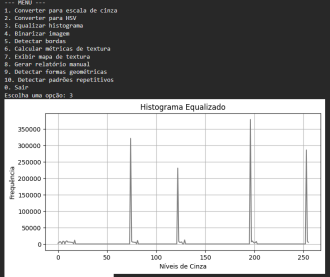 --- MENU ---
1. Converter para escala de cinza
2. Converter para HSV
3. Equalizar histograma
4. Binarizar imagem
5. Detectar bordas
6. Calcular métricas de textura
7. Exibir mapa de textura
8. Gerar relatório manual
9. Detectar formas geométricas
10. Detectar padrões repetitivos
0. Sair
Escolha uma opção: 3
Histograma Equalizado
350000
300000
250000
200000
150000
100000
50000
0
Frequência
0 50 100 150 200 250
Níveis de Cinza